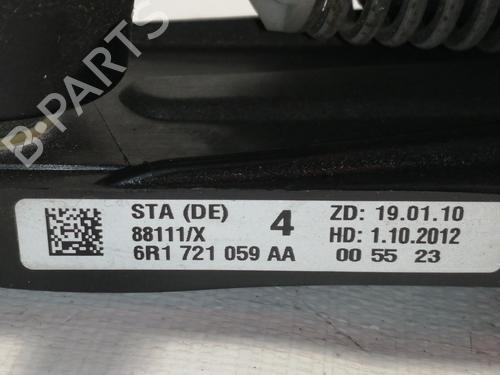 B-PARTS
STA (DE) 4 ZD: 19.01.10
88111/X HD: 1.10.2012
6R1 721 059 AA 00 55 23